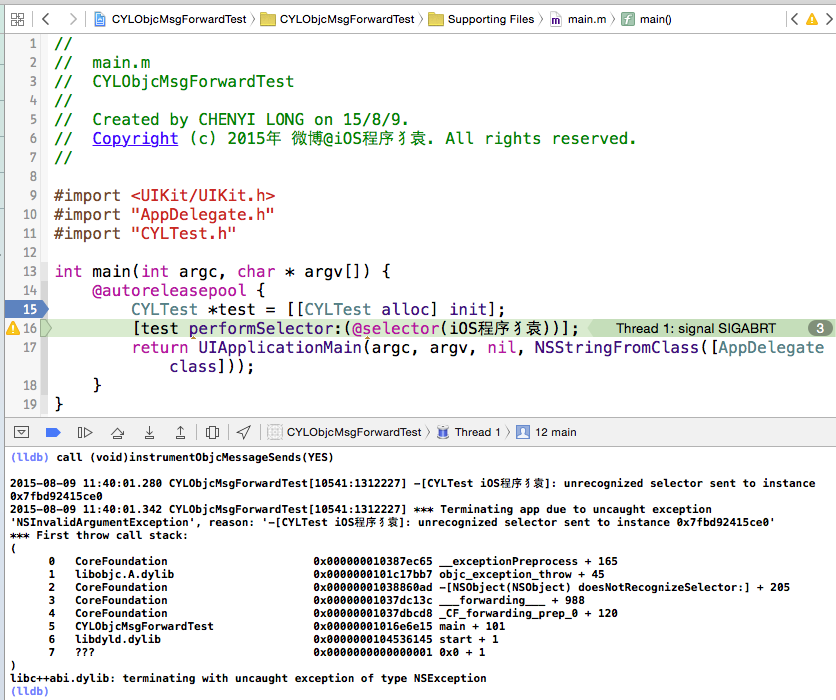 CYLObjcMsgForwardTest CYLObjcMsgForwardTest Supporting Files m main.m f main()
1 //
2 // main.m
3 // CYLObjcMsgForwardTest
4 //
5 // Created by CHENYI LONG on 15/8/9.
6 // Copyright (c) 2015年 微博@iOS程序犭袁. All rights reserved.
7 //
8
9 #import <UIKit/UIKit.h>
10 #import "AppDelegate.h"
11 #import "CYLTest.h"
12
13 int main(int argc, char * argv[]) {
14 @autoreleasepool {
15 CYLTest *test = [[CYLTest alloc] init];
16 [test performSelector:(@selector(iOS程序犭袁))]; Thread 1: signal SIGABRT 3
17 return UIApplicationMain(argc, argv, nil, NSStringFromClass([AppDelegate
class]));
18 }
19 }
CYLObjcMsgForwardTest Thread 1 12 main
(lldb) call (void)instrumentObjcMessageSends(YES)
2015-08-09 11:40:01.280 CYLObjcMsgForwardTest[10541:1312227] -[CYLTest iOS程序犭袁]: unrecognized selector sent to instance
0x7fbd92415ce0
2015-08-09 11:40:01.342 CYLObjcMsgForwardTest[10541:1312227] *** Terminating app due to uncaught exception
'NSInvalidArgumentException', reason: '-[CYLTest iOS程序犭袁]: unrecognized selector sent to instance 0x7fbd92415ce0'
*** First throw call stack:
(
0 CoreFoundation 0x000000010387ec65 __exceptionPreprocess + 165
1 libobjc.A.dylib 0x0000000101c17bb7 objc_exception_throw + 45
2 CoreFoundation 0x00000001038860ad -[NSObject(NSObject) doesNotRecognizeSelector:] + 205
3 CoreFoundation 0x00000001037dc13c ___forwarding___ + 988
4 CoreFoundation 0x00000001037dbcd8 _CF_forwarding_prep_0 + 120
5 CYLObjcMsgForwardTest 0x00000001016e6e15 main + 101
6 libdyld.dylib 0x0000000104536145 start + 1
7 ??? 0x0000000000000001 0x0 + 1
)
libc++abi.dylib: terminating with uncaught exception of type NSException
(lldb)